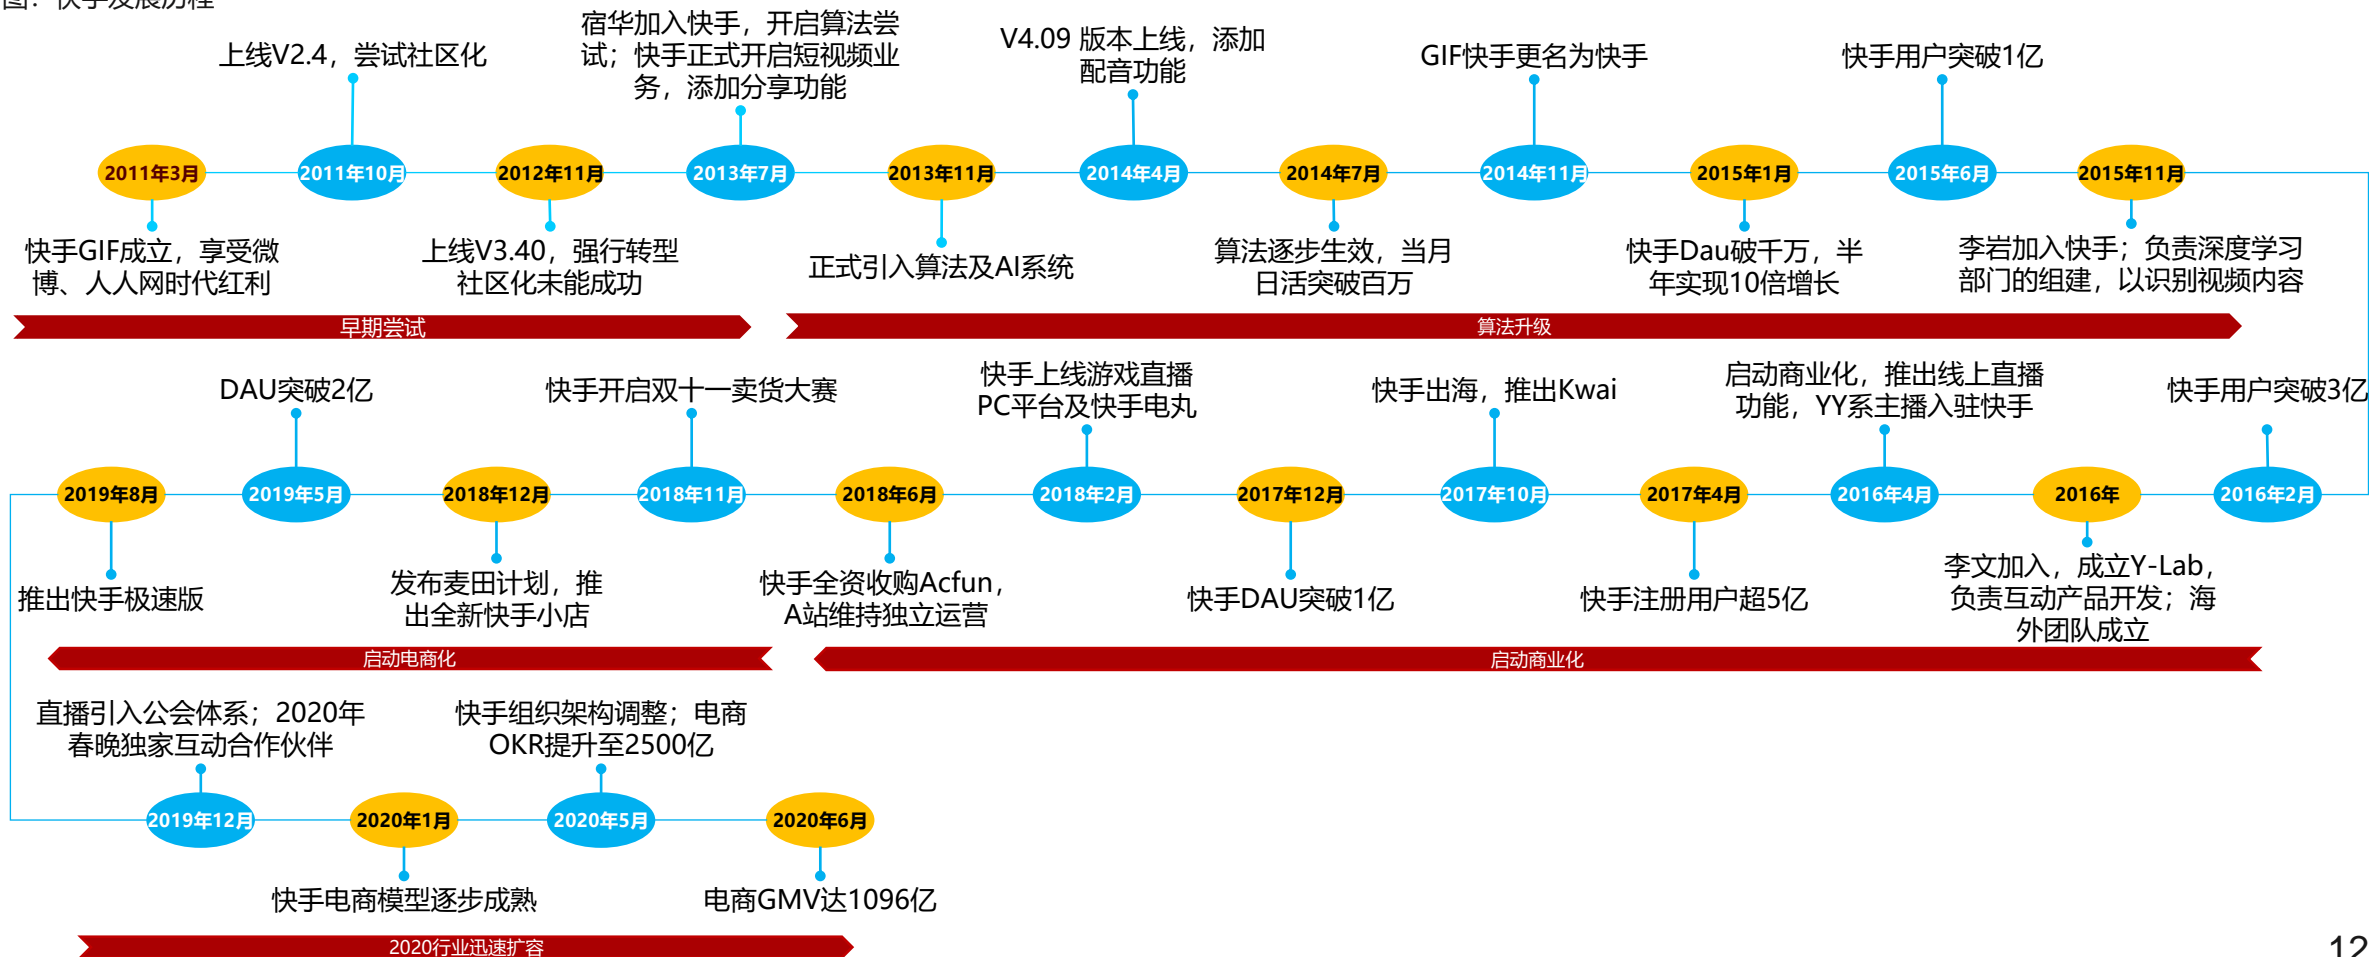 图：快手发展历程
上线V2.4，尝试社区化
宿华加入快手，开启算法尝
试；快手正式开启短视频业
务，添加分享功能
V4.09 版本上线，添加
配音功能
GIF快手更名为快手
快手用户突破1亿
2011年3月
2011年10月
2012年11月
2013年7月
2013年11月
2014年4月
2014年7月
2014年11月
2015年1月
2015年6月
2015年11月
快手GIF成立，享受微
博、人人网时代红利
上线V3.40，强行转型
社区化未能成功
正式引入算法及AI系统
算法逐步生效，当月
日活突破百万
快手Dau破千万，半
年实现10倍增长
李岩加入快手；负责深度学习
部门的组建，以识别视频内容
早期尝试
算法升级
DAU突破2亿
快手开启双十一卖货大赛
快手上线游戏直播
PC平台及快手电丸
快手出海，推出Kwai
启动商业化，推出线上直播
功能，YY系主播入驻快手
快手用户突破3亿
2019年8月
2019年5月
2018年12月
2018年11月
2018年6月
2018年2月
2017年12月
2017年10月
2017年4月
2016年4月
2016年
2016年2月
推出快手极速版
发布麦田计划，推
出全新快手小店
快手全资收购Acfun，
A站维持独立运营
快手DAU突破1亿
快手注册用户超5亿
李文加入，成立Y-Lab，
负责互动产品开发；海
外团队成立
启动电商化
启动商业化
直播引入公会体系；2020年
春晚独家互动合作伙伴
快手组织架构调整；电商
OKR提升至2500亿
2019年12月
2020年1月
2020年5月
2020年6月
快手电商模型逐步成熟
电商GMV达1096亿
2020行业迅速扩容
12